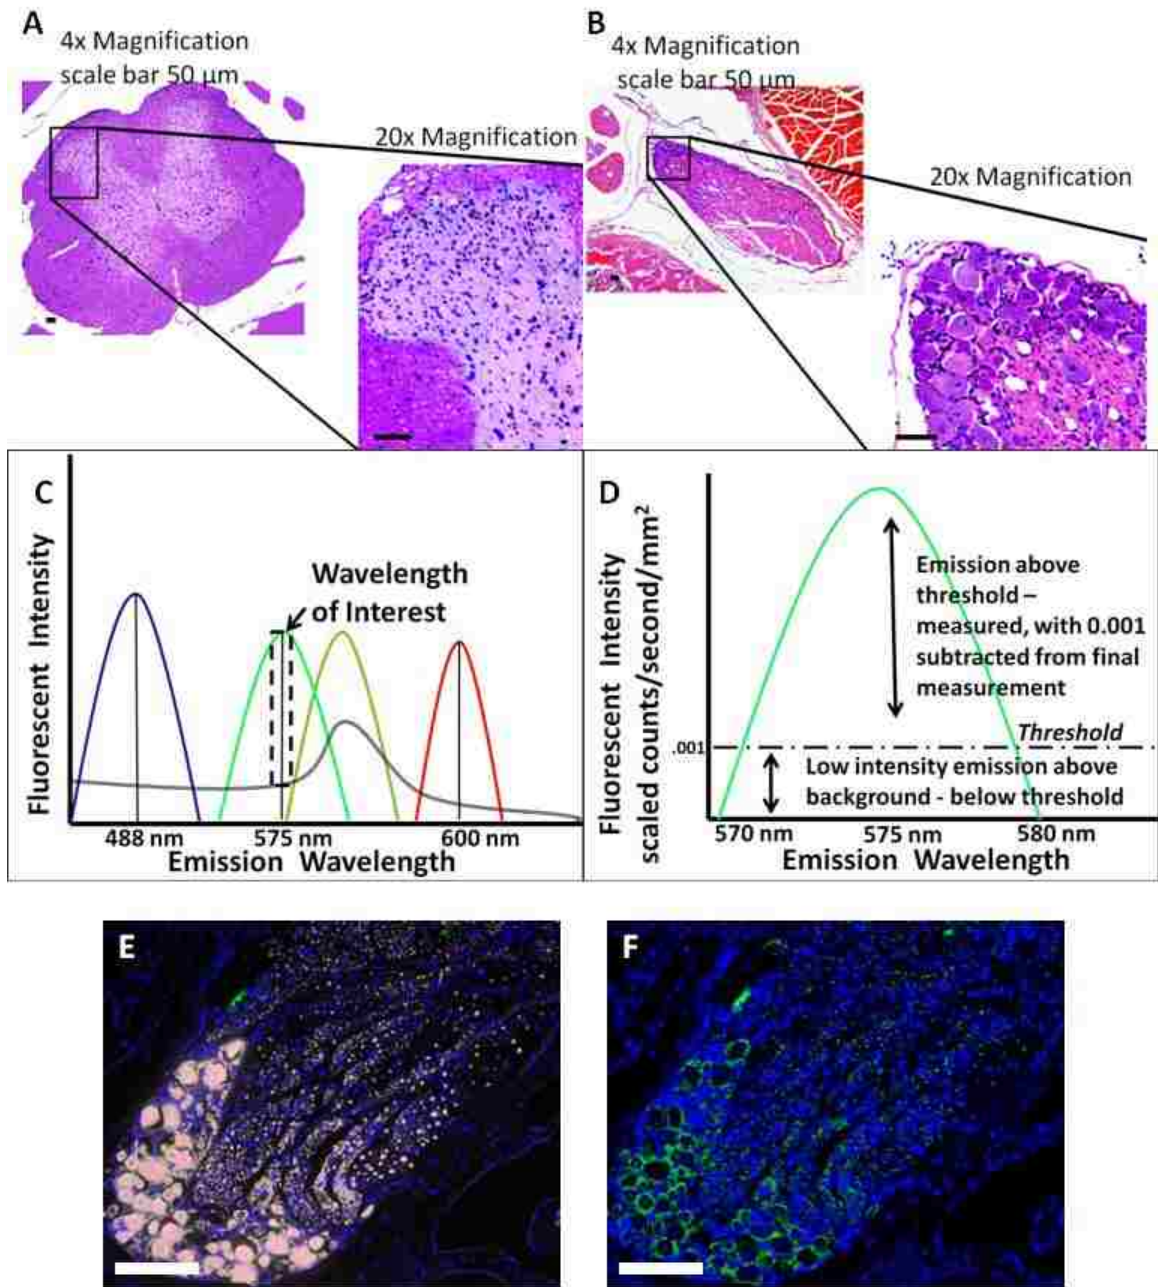 A
4x Magnification
scale bar 50 µm
20x Magnification
B
4x Magnification
scale bar 50 µm
20x Magnification
C
Fluorescent Intensity
Wavelength
of Interest
488 nm
575 nm
600 nm
Emission Wavelength
D
Fluorescent Intensity
scaled counts/second/mm²
Emission above
threshold –
measured, with 0.001
subtracted from final
measurement
Threshold
.001
Low intensity emission above
background - below threshold
570 nm
575 nm
580 nm
Emission Wavelength
E
F